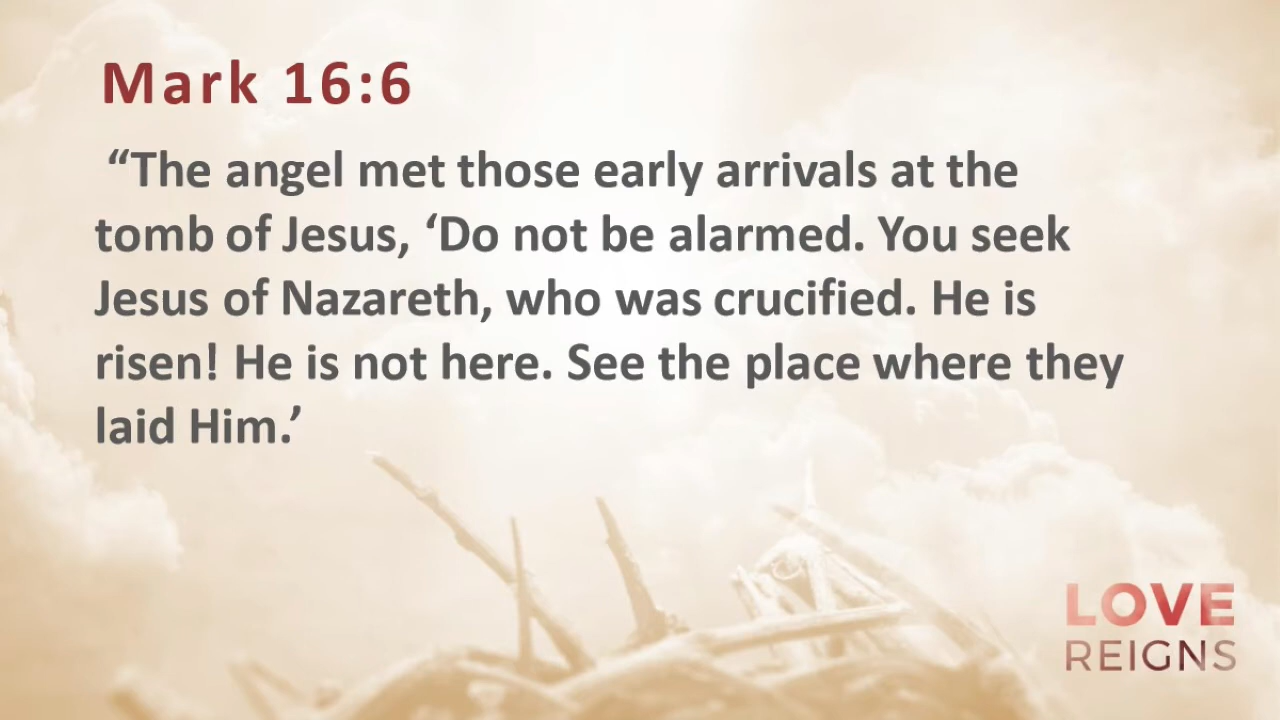 Mark 16:6
“The angel met those early arrivals at the
tomb of Jesus, ‘Do not be alarmed. You seek
Jesus of Nazareth, who was crucified. He is
risen! He is not here. See the place where they
laid Him.’
LOVE
REIGNS